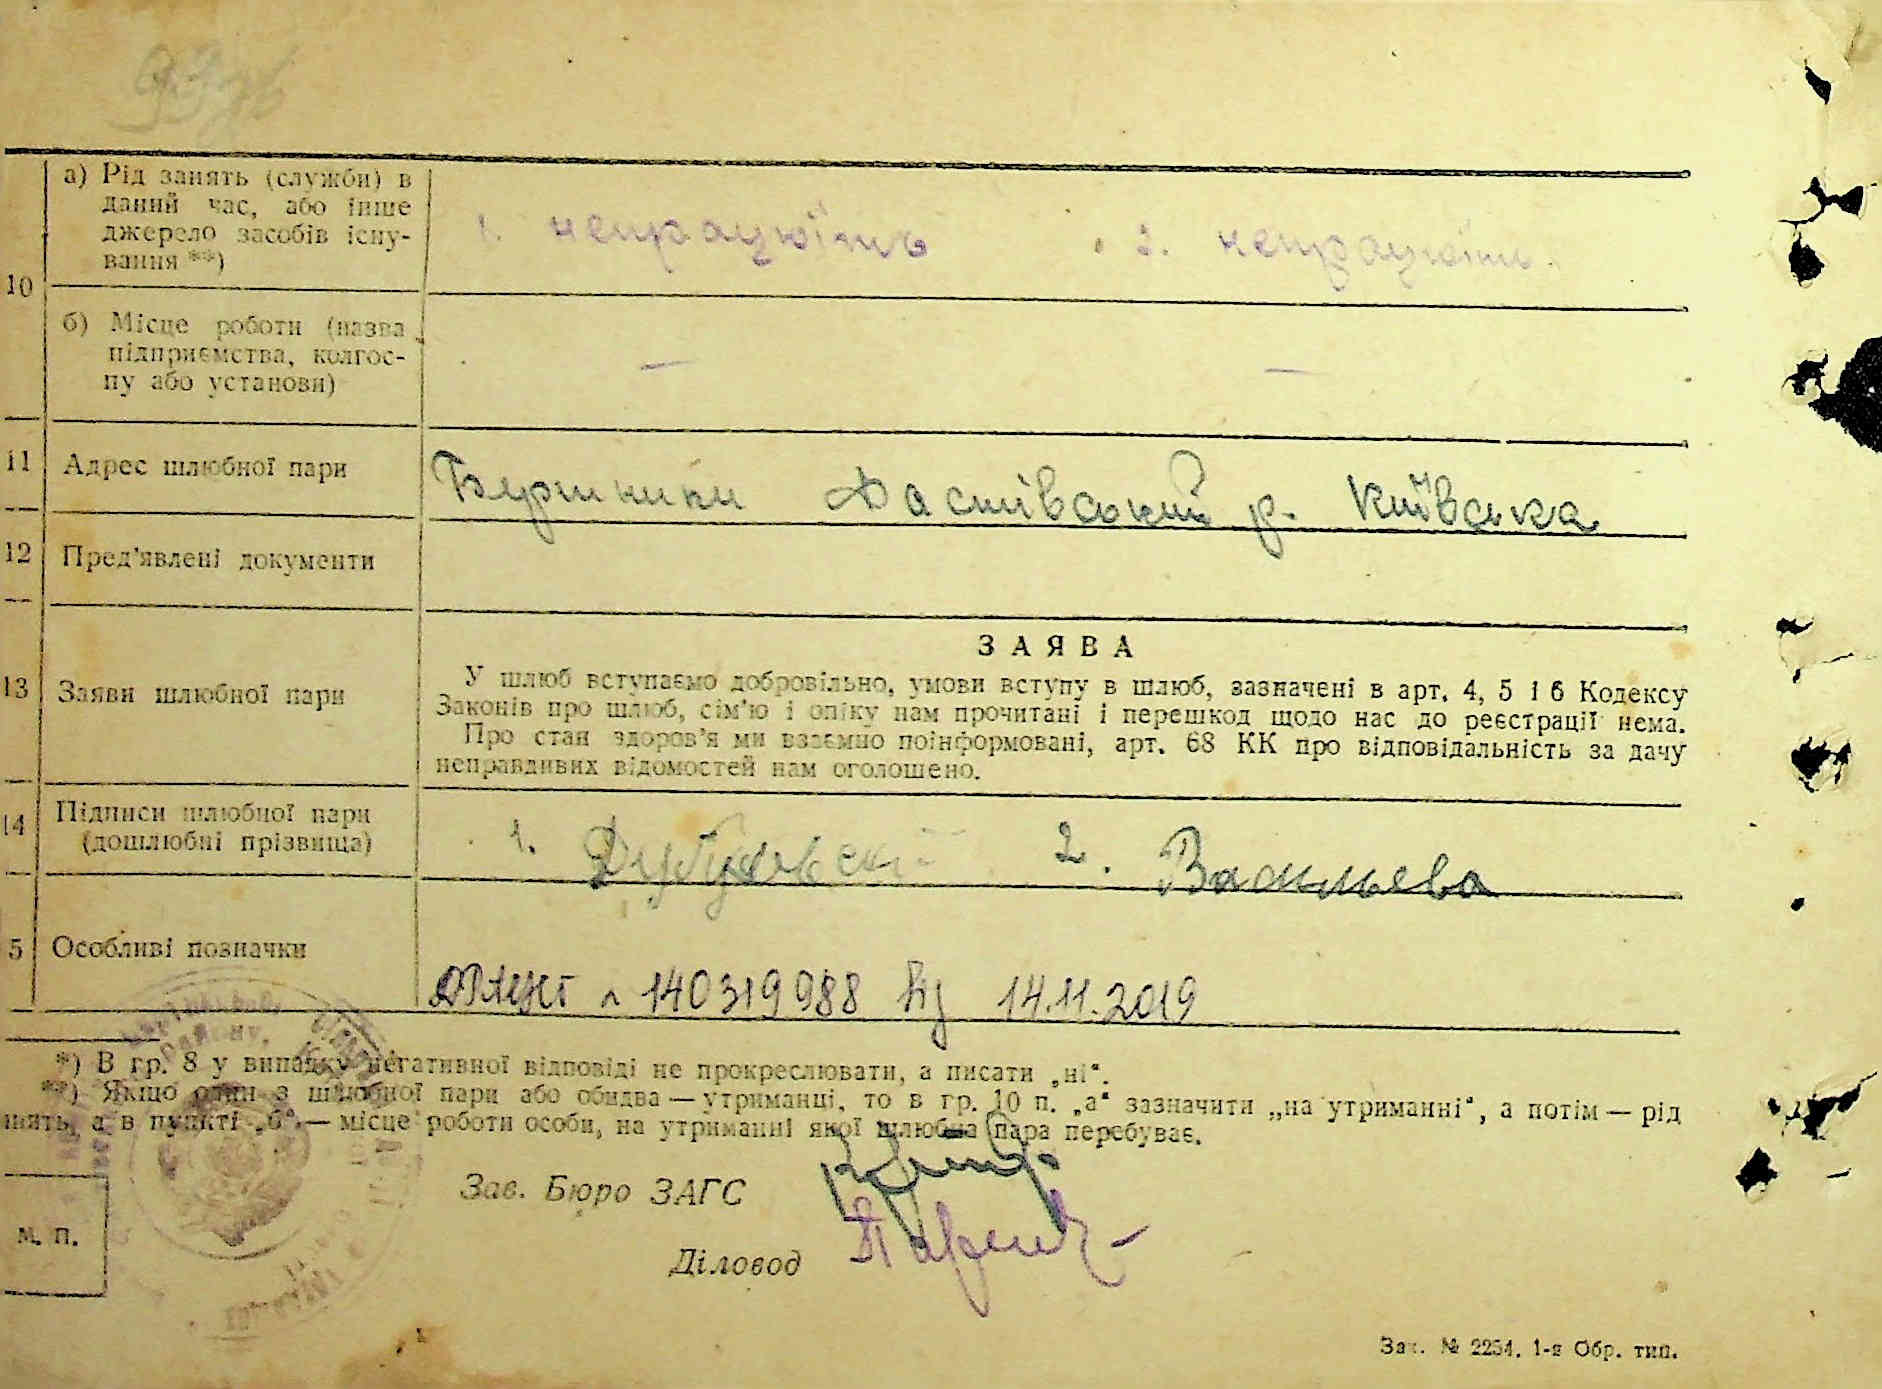 а) Рід занять (служби) в
даний час, або інше
джерело засобів існу-
вання **)
1. непрацюїть
2. непрацюїть.
10
б) Місце роботи (назва
підприємства, колгос-
пу або установи)
—
—
11
Адрес шлюбної пари
Фастівський р. Київська
12
Пред'явлені документи
13
Заяви шлюбної пари
ЗАЯВА
У шлюб вступаємо добровільно, умови вступу в шлюб, зазначені в арт. 4, 5 і 6 Кодексу
Законів про шлюб, сім'ю і опіку нам прочитані і перешкод щодо нас до реєстрації нема.
Про стан здоров'я ми взаємно поінформовані, арт. 68 КК про відповідальність за дачу
неправдивих відомостей нам оголошено.
14
Підписи шлюбної пари
(дошлюбні прізвища)
1.
2. Васильева
5
Особливі позначки
140319988 14.11.2019
*) В гр. 8 у випадку негативної відповіді не прокреслювати, а писати „ні".
**) Якщо один з шлюбної пари або обидва — утриманці, то в гр. 10 п. „а" зазначити „на утриманні", а потім — рід
а в пункті „б" — місце роботи особи, на утриманні якої шлюбна пара перебуває.
Зав. Бюро ЗАГС
М. П.
Діловод
Зак. № 2254. 1-я Обр. тип.